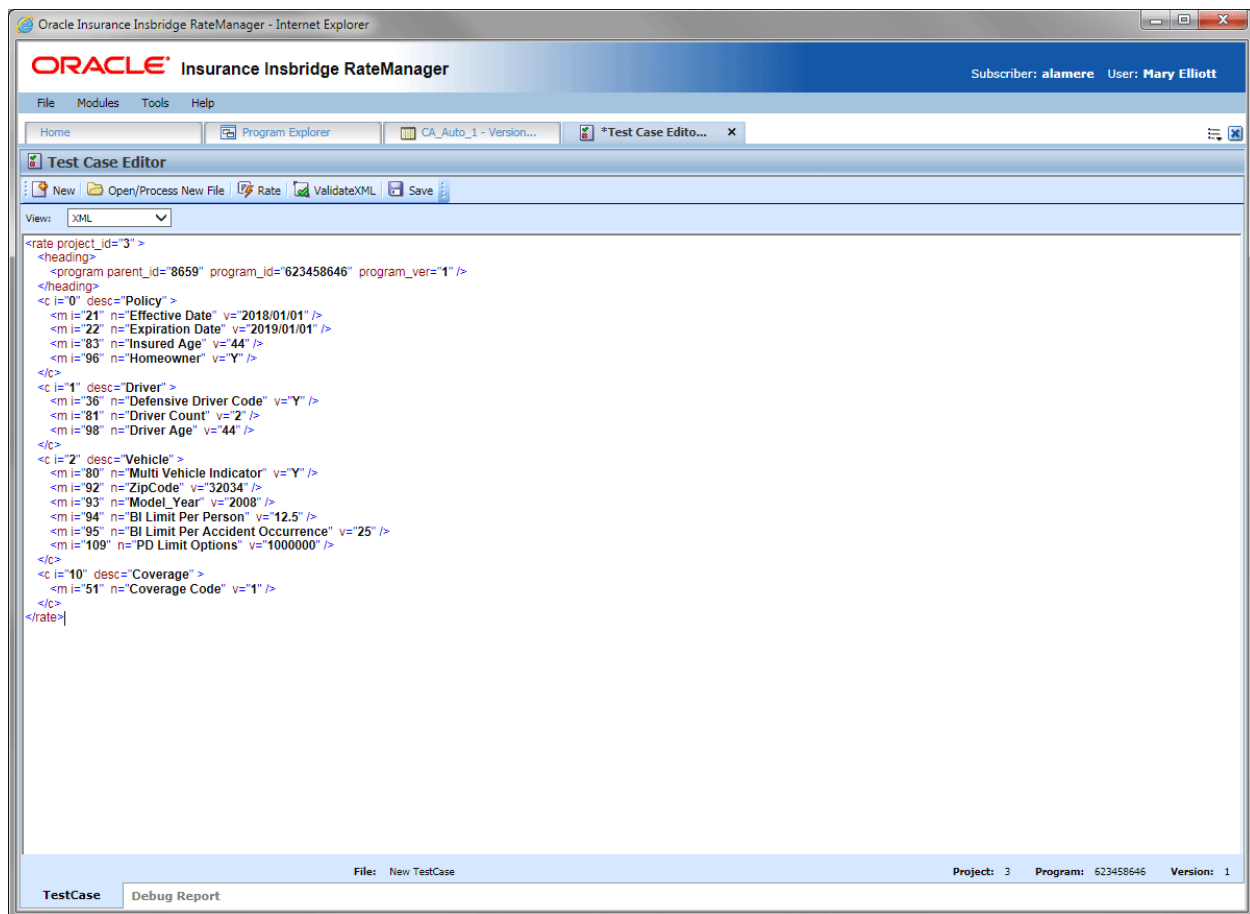 Oracle Insurance Insbridge RateManager - Internet Explorer
ORACLE® Insurance Insbridge RateManager
Subscriber: alamere User: Mary Elliott
File Modules Tools Help
Home Program Explorer CA_Auto_1 - Version... *Test Case Edito... x
Test Case Editor
New Open/Process New File Rate ValidateXML Save
View: XML
<rate project_id="3" >
<heading>
<program parent_id="8659" program_id="623458646" program_ver="1" />
</heading>
<c i="0" desc="Policy" >
<m i="21" n="Effective Date" v="2018/01/01" />
<m i="22" n="Expiration Date" v="2019/01/01" />
<m i="83" n="Insured Age" v="44" />
<m i="96" n="Homeowner" v="Y" />
</c>
<c i="1" desc="Driver" >
<m i="36" n="Defensive Driver Code" v="Y" />
<m i="81" n="Driver Count" v="2" />
<m i="98" n="Driver Age" v="44" />
</c>
<c i="2" desc="Vehicle" >
<m i="80" n="Multi Vehicle Indicator" v="Y" />
<m i="92" n="ZipCode" v="32034" />
<m i="93" n="Model_Year" v="2008" />
<m i="94" n="BI Limit Per Person" v="12.5" />
<m i="95" n="BI Limit Per Accident Occurrence" v="25" />
<m i="109" n="PD Limit Options" v="1000000" />
</c>
<c i="10" desc="Coverage" >
<m i="51" n="Coverage Code" v="1" />
</c>
</rate>
File: New TestCase Project: 3 Program: 623458646 Version: 1
TestCase Debug Report